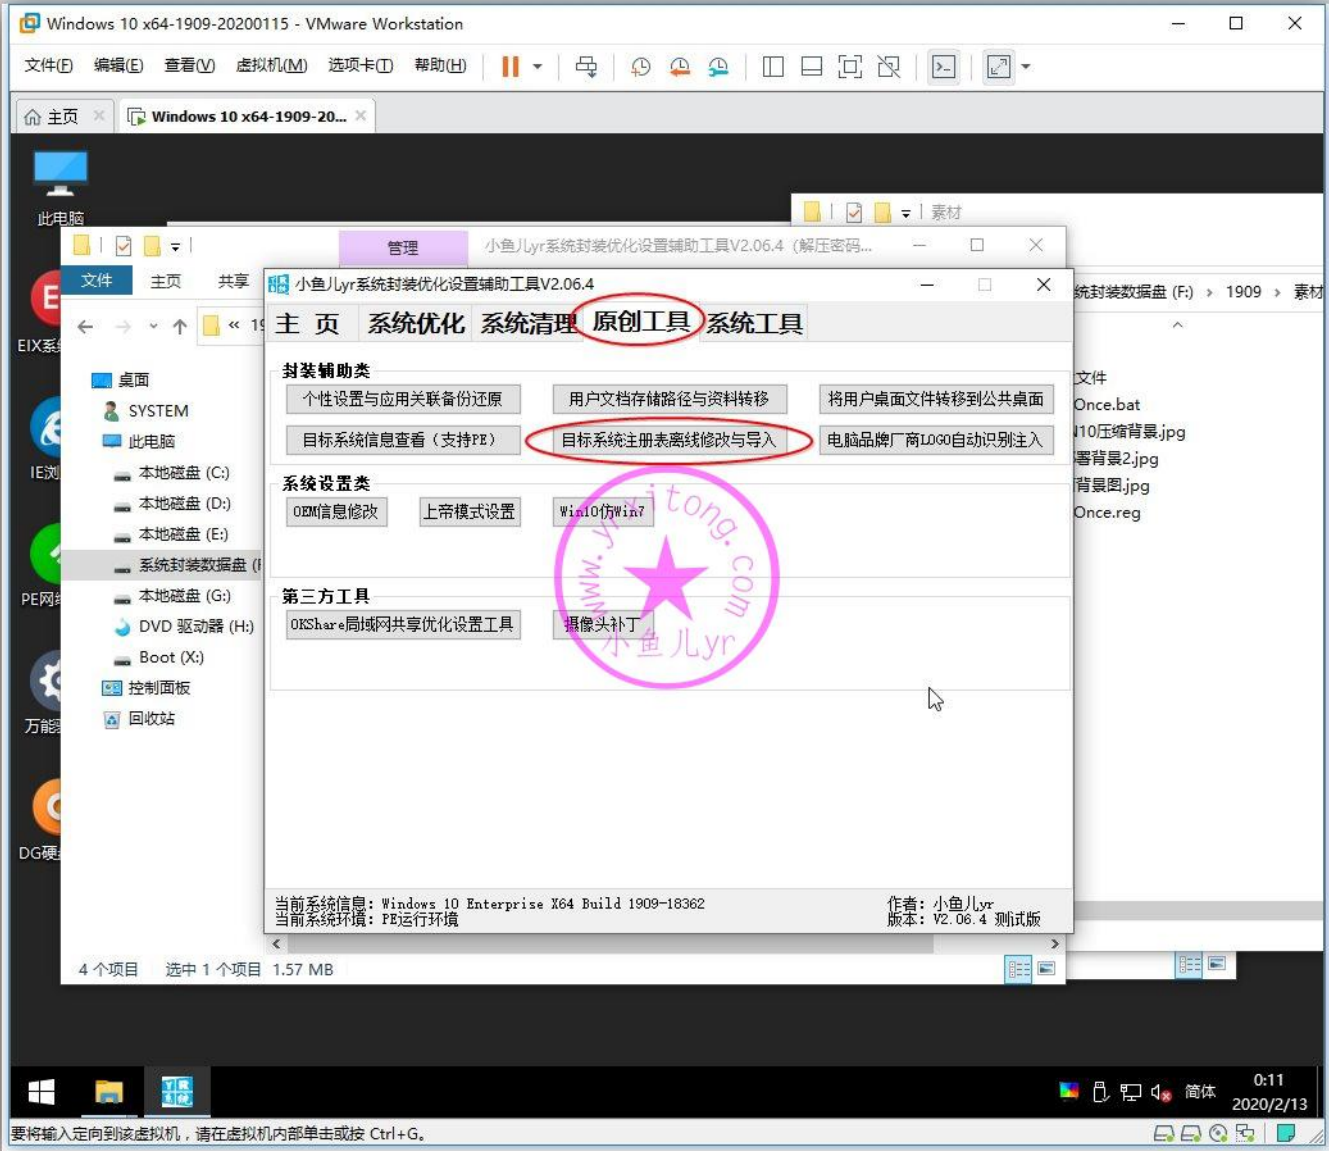 Windows 10 x64-1909-20200115 - VMware Workstation
文件(F) 编辑(E) 查看(V) 虚拟机(M) 选项卡(T) 帮助(H)
主页 Windows 10 x64-1909-20...
此电脑
素材
管理 小鱼儿yr系统封装优化设置辅助工具V2.06.4（解压密码...
文件 主页 共享
小鱼儿yr系统封装优化设置辅助工具V2.06.4
统封装数据盘 (F:) › 1909 › 素材
« 19
主 页 系统优化 系统清理 原创工具 系统工具
EIX系
桌面
SYSTEM
此电脑
本地磁盘 (C:)
本地磁盘 (D:)
本地磁盘 (E:)
系统封装数据盘 (F
本地磁盘 (G:)
DVD 驱动器 (H:)
Boot (X:)
控制面板
回收站
IE浏
PE网
万能
DG硬
封装辅助类
个性设置与应用关联备份还原 用户文档存储路径与资料转移 将用户桌面文件转移到公共桌面
目标系统信息查看（支持PE） 目标系统注册表离线修改与导入 电脑品牌厂商LOGO自动识别注入
系统设置类
OEM信息修改 上帝模式设置 Win10仿Win7
第三方工具
OKShare局域网共享优化设置工具 摄像头补丁
www.yrxitong.com
小鱼儿yr
文件
Once.bat
10压缩背景.jpg
署背景2.jpg
背景图.jpg
Once.reg
当前系统信息：Windows 10 Enterprise X64 Build 1909-18362
当前系统环境：PE运行环境
作者：小鱼儿yr
版本：V2.06.4 测试版
4 个项目 选中 1 个项目 1.57 MB
简体
0:11
2020/2/13
要将输入定向到该虚拟机，请在虚拟机内部单击或按 Ctrl+G。